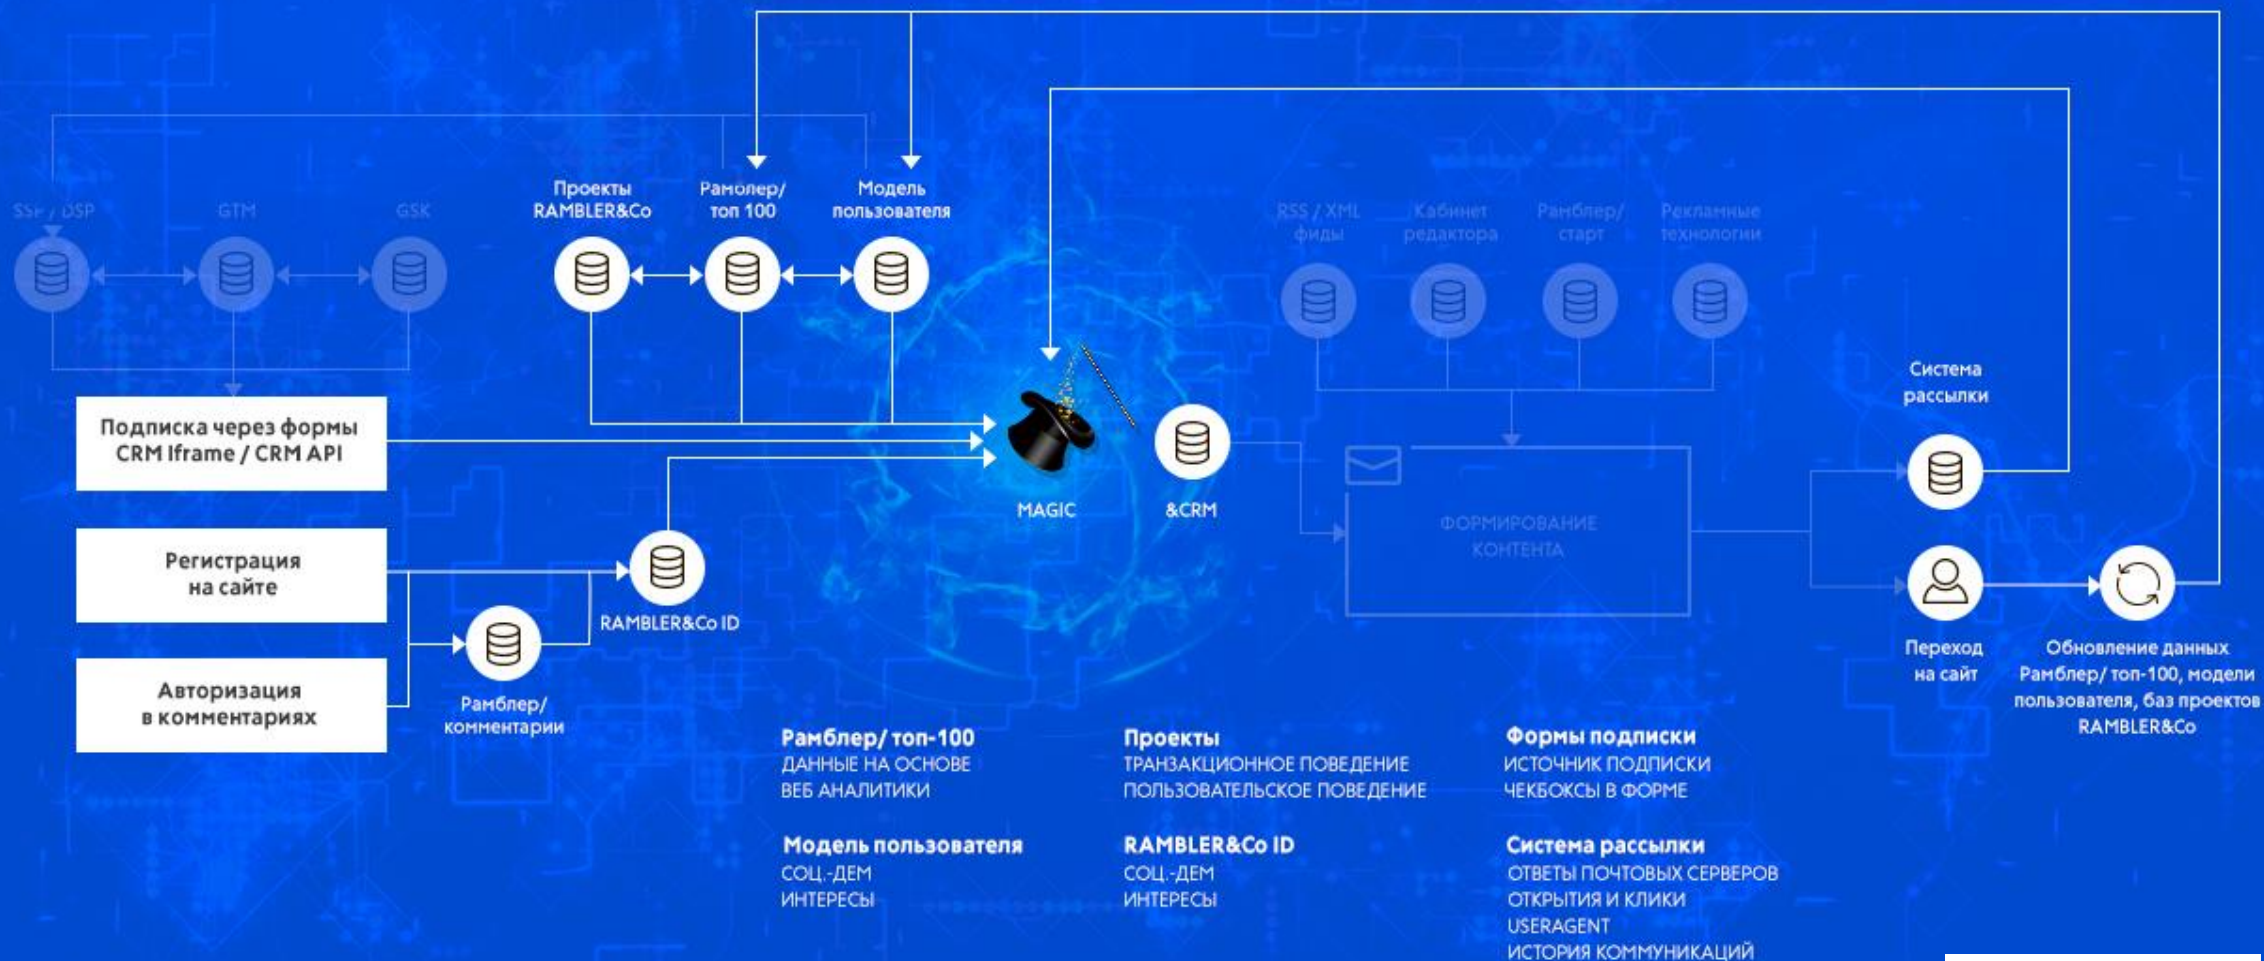 SSP / DSP
GTM
GSK
Проекты
RAMBLER&Co
Рамблер/
топ 100
Модель
пользователя
RSS / XML
фиды
Кабинет
редактора
Рамблер/
старт
Рекламные
технологии
Подписка через формы
CRM Iframe / CRM API
Регистрация
на сайте
Авторизация
в комментариях
Рамблер/
комментарии
RAMBLER&Co ID
MAGIC
&CRM
ФОРМИРОВАНИЕ
КОНТЕНТА
Система
рассылки
Переход
на сайт
Обновление данных
Рамблер/ топ-100, модели
пользователя, баз проектов
RAMBLER&Co
Рамблер/ топ-100
ДАННЫЕ НА ОСНОВЕ
ВЕБ АНАЛИТИКИ
Проекты
ТРАНЗАКЦИОННОЕ ПОВЕДЕНИЕ
ПОЛЬЗОВАТЕЛЬСКОЕ ПОВЕДЕНИЕ
Формы подписки
ИСТОЧНИК ПОДПИСКИ
ЧЕКБОКСЫ В ФОРМЕ
Модель пользователя
СОЦ.-ДЕМ
ИНТЕРЕСЫ
RAMBLER&Co ID
СОЦ.-ДЕМ
ИНТЕРЕСЫ
Система рассылки
ОТВЕТЫ ПОЧТОВЫХ СЕРВЕРОВ
ОТКРЫТИЯ И КЛИКИ
USERAGENT
ИСТОРИЯ КОММУНИКАЦИЙ